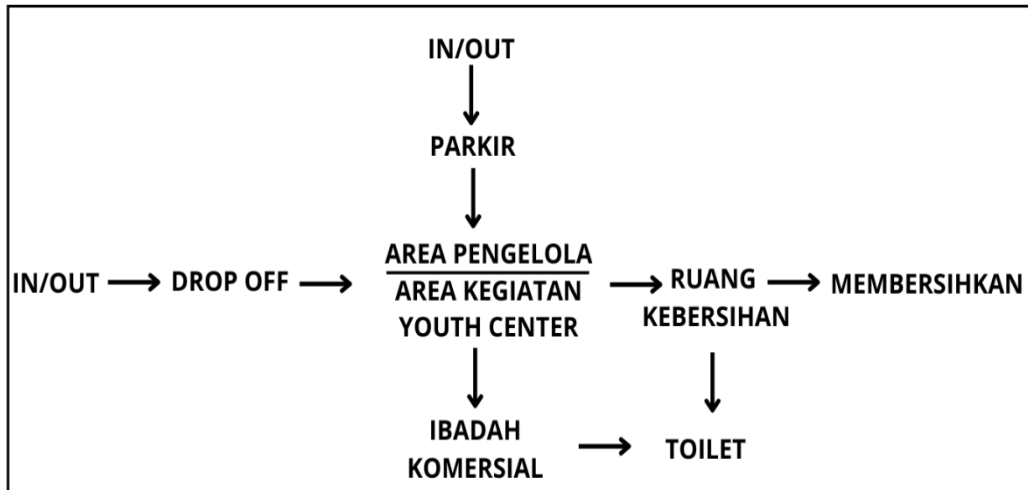 IN/OUT
PARKIR
IN/OUT
DROP OFF
AREA PENGELOLA
AREA KEGIATAN
YOUTH CENTER
RUANG
KEBERSIHAN
MEMBERSIHKAN
IBADAH
KOMERSIAL
TOILET